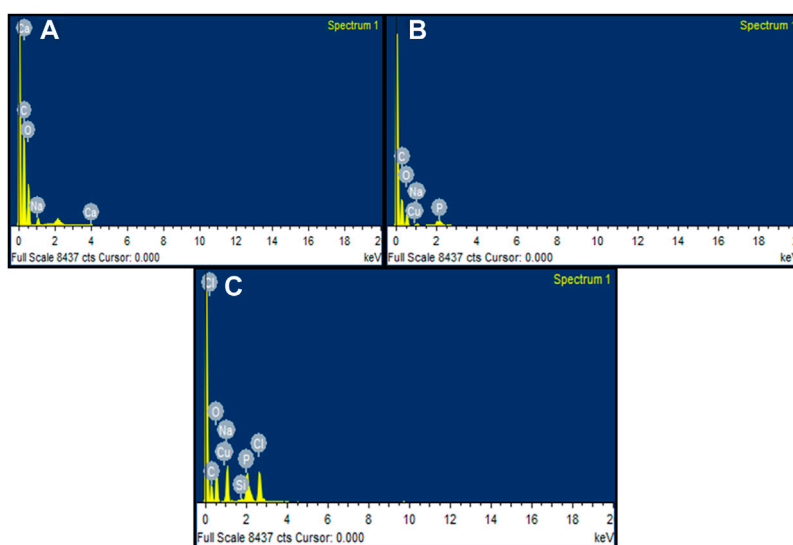 A
Spectrum 1
Ca
C
O
Na
Ca
0 2 4 6 8 10 12 14 16 18 2
Full Scale 8437 cts Cursor: 0.000 keV
B
Spectrum 1
C
O
Na
Cu
P
0 2 4 6 8 10 12 14 16 18 2
Full Scale 8437 cts Cursor: 0.000 ke
C
Spectrum 1
Cl
O
Na
Cu
Cl
P
C
Si
0 2 4 6 8 10 12 14 16 18 2
Full Scale 8437 cts Cursor: 0.000 keV